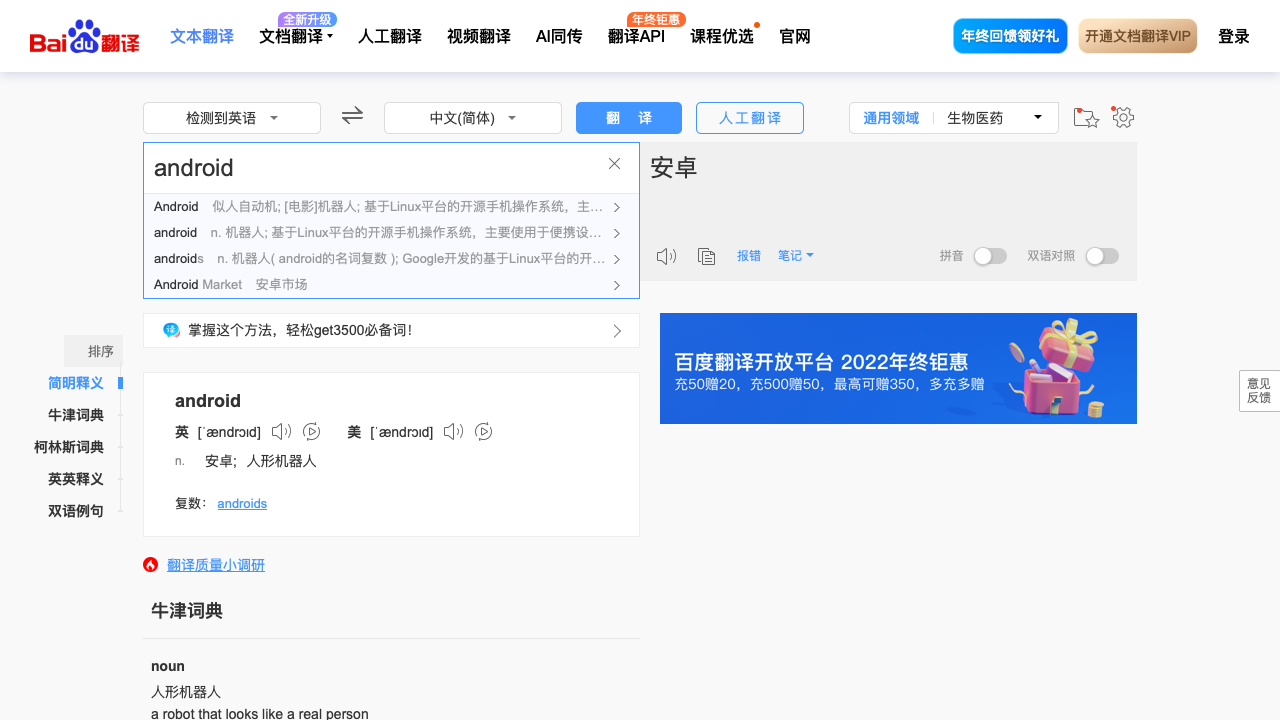 Bai du 翻译
文本翻译
全新升级
文档翻译
人工翻译
视频翻译
AI同传
年终钜惠
翻译API
课程优选
官网
年终回馈领好礼
开通文档翻译VIP
登录
检测到英语
中文(简体)
翻 译
人工翻译
通用领域
生物医药
android
安卓
Android 似人自动机; [电影]机器人; 基于Linux平台的开源手机操作系统，主…
android n. 机器人; 基于Linux平台的开源手机操作系统，主要使用于便携设…
androids n. 机器人( android的名词复数 ); Google开发的基于Linux平台的开…
Android Market 安卓市场
报错
笔记
拼音
双语对照
译 掌握这个方法，轻松get3500必备词！
百度翻译开放平台 2022年终钜惠
充50赠20，充500赠50，最高可赠350，多充多赠
排序
简明释义
牛津词典
柯林斯词典
英英释义
双语例句
意见
反馈
android
英 [ˈændrɔɪd] 美 [ˈændrɔɪd]
n. 安卓；人形机器人
复数： androids
翻译质量小调研
牛津词典
noun
人形机器人
a robot that looks like a real person